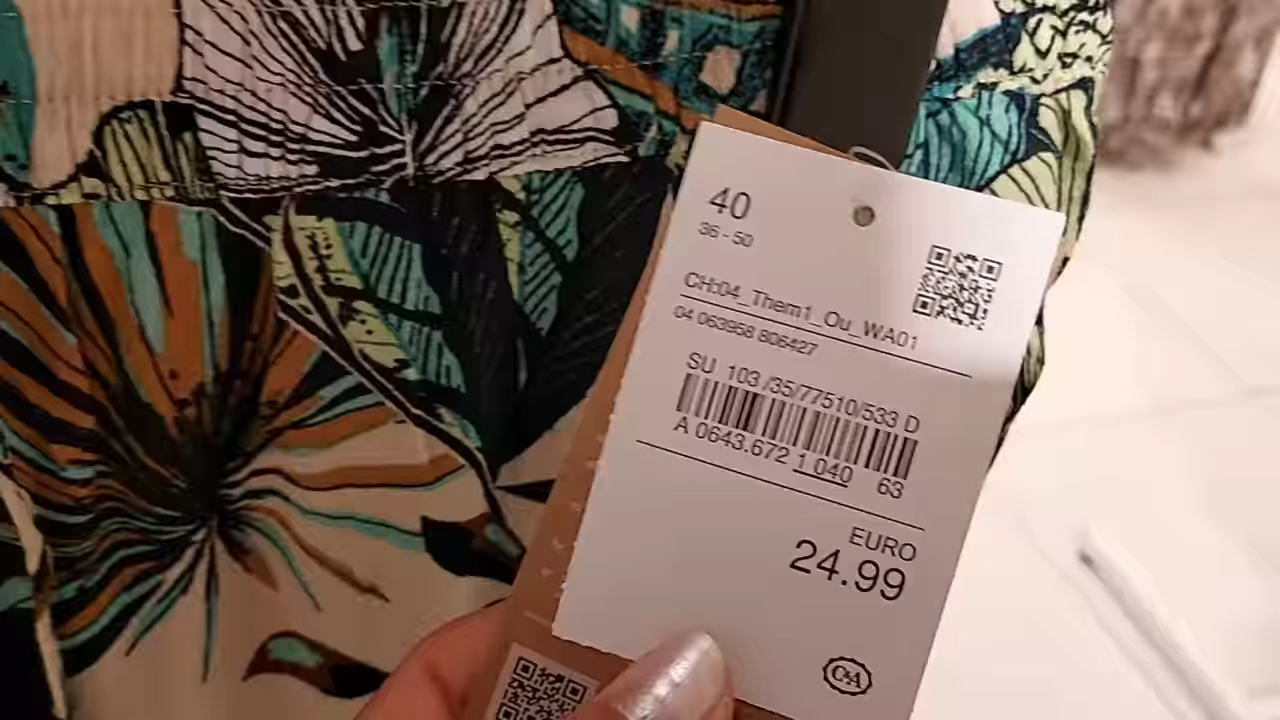 40
36 - 50
CH:04_Them1_Ou_WA01
04 063958 806427
SU 103 /35/77510/533 D
A 0643.672 1 040 63
EURO
24.99
C&A